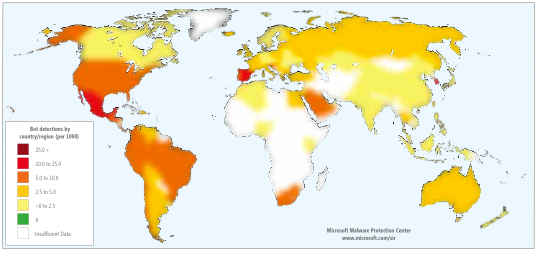 Bot detections by
country/region (per 1000)
25.0 +
10.0 to 25.0
5.0 to 10.0
2.5 to 5.0
>0 to 2.5
0
Insufficient Data
Microsoft Malware Protection Center
www.microsoft.com/sir